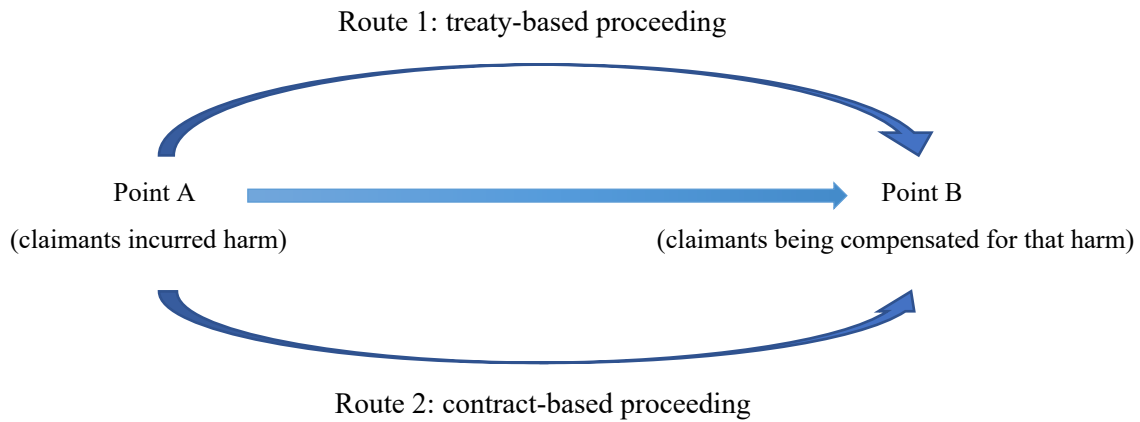 Route 1: treaty-based proceeding
Point A
Point B
(claimants incurred harm)
(claimants being compensated for that harm)
Route 2: contract-based proceeding